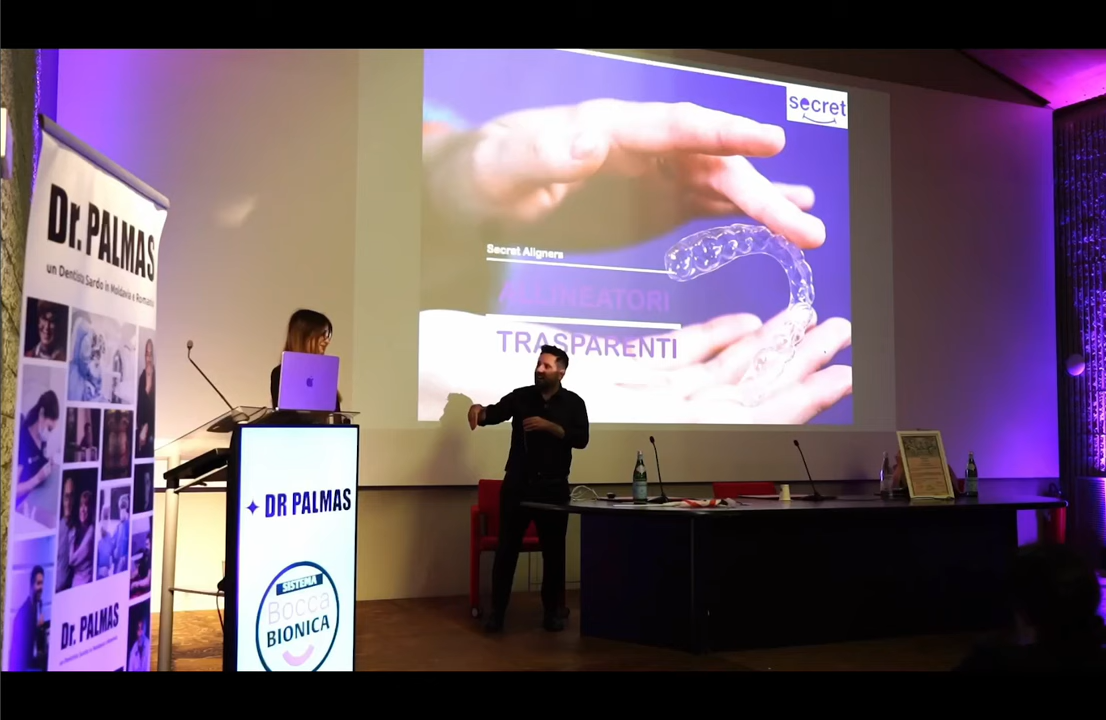 Dr. PALMAS
un Dentista Sardo in Moldavia e Romania
Dr. PALMAS
secret
Secret Aligners
ALLINEATORI
TRASPARENTI
DR PALMAS
SISTEMA
Bocca
BIONICA